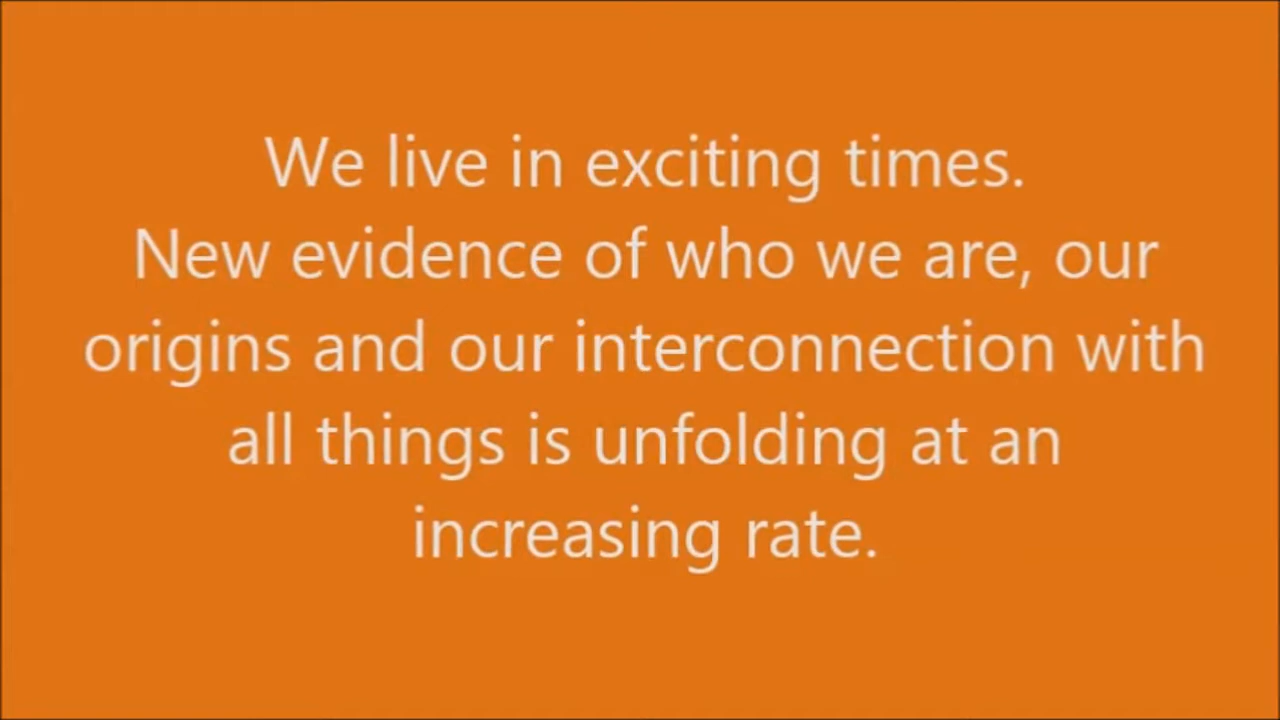 We live in exciting times.
New evidence of who we are, our
origins and our interconnection with
all things is unfolding at an
increasing rate.